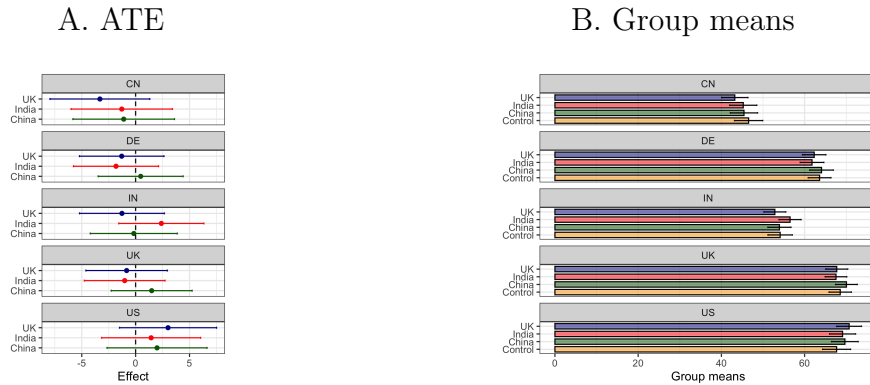 A. ATE
B. Group means
CN
UK
India
China
DE
UK
India
China
IN
UK
India
China
UK
UK
India
China
US
UK
India
China
-5 0 5
Effect
CN
UK
India
China
Control
DE
UK
India
China
Control
IN
UK
India
China
Control
UK
UK
India
China
Control
US
UK
India
China
Control
0 20 40 60
Group means